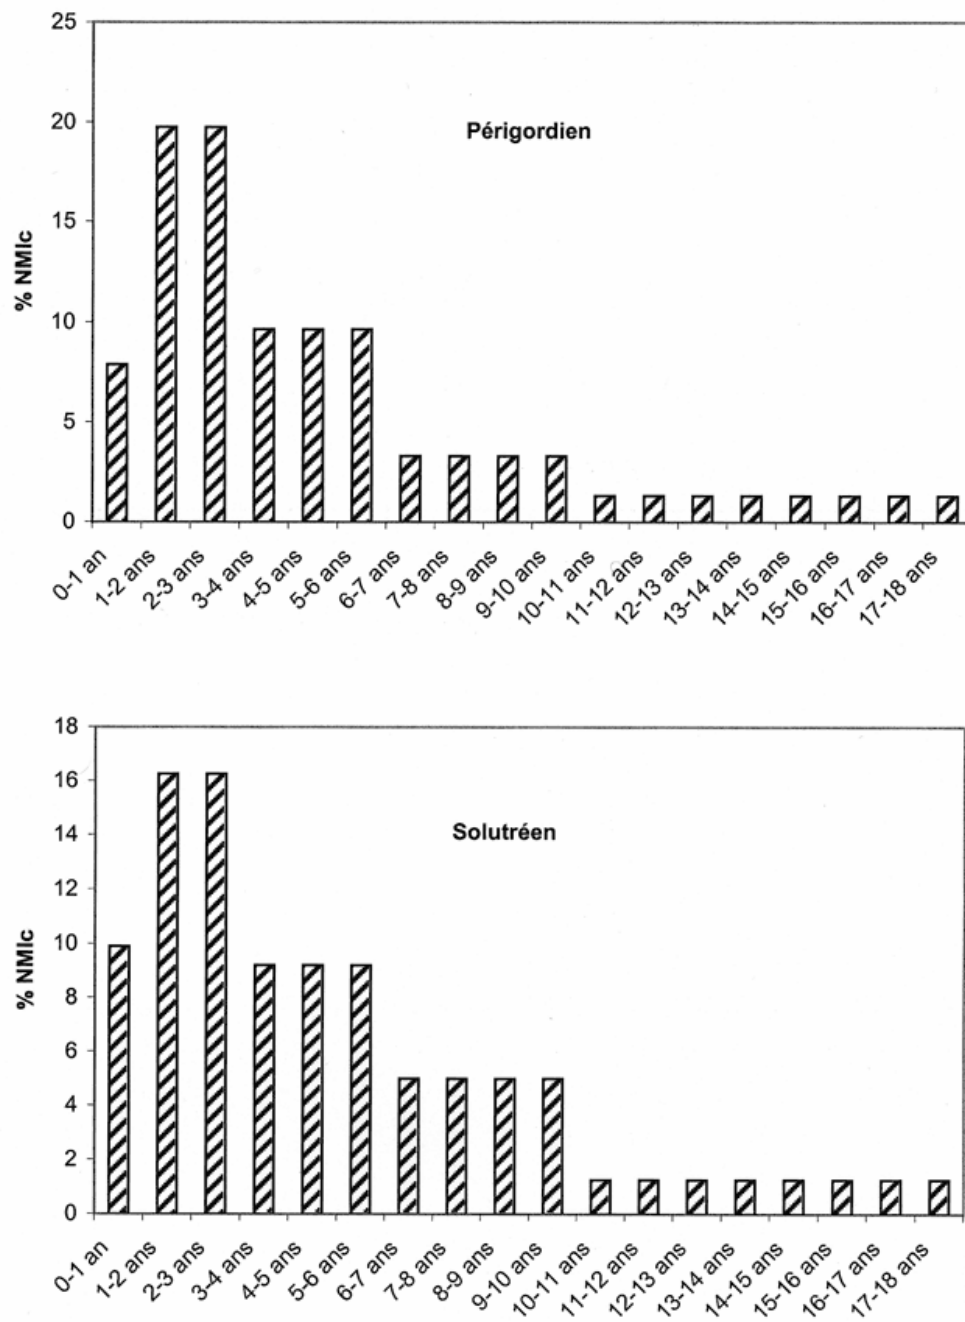 25
20
15
10
5
0
% NMIc
Périgordien
0-1 an
1-2 ans
2-3 ans
3-4 ans
4-5 ans
5-6 ans
6-7 ans
7-8 ans
8-9 ans
9-10 ans
10-11 ans
11-12 ans
12-13 ans
13-14 ans
14-15 ans
15-16 ans
16-17 ans
17-18 ans
18
16
14
12
10
8
6
4
2
0
% NMIc
Solutréen
0-1 an
1-2 ans
2-3 ans
3-4 ans
4-5 ans
5-6 ans
6-7 ans
7-8 ans
8-9 ans
9-10 ans
10-11 ans
11-12 ans
12-13 ans
13-14 ans
14-15 ans
15-16 ans
16-17 ans
17-18 ans